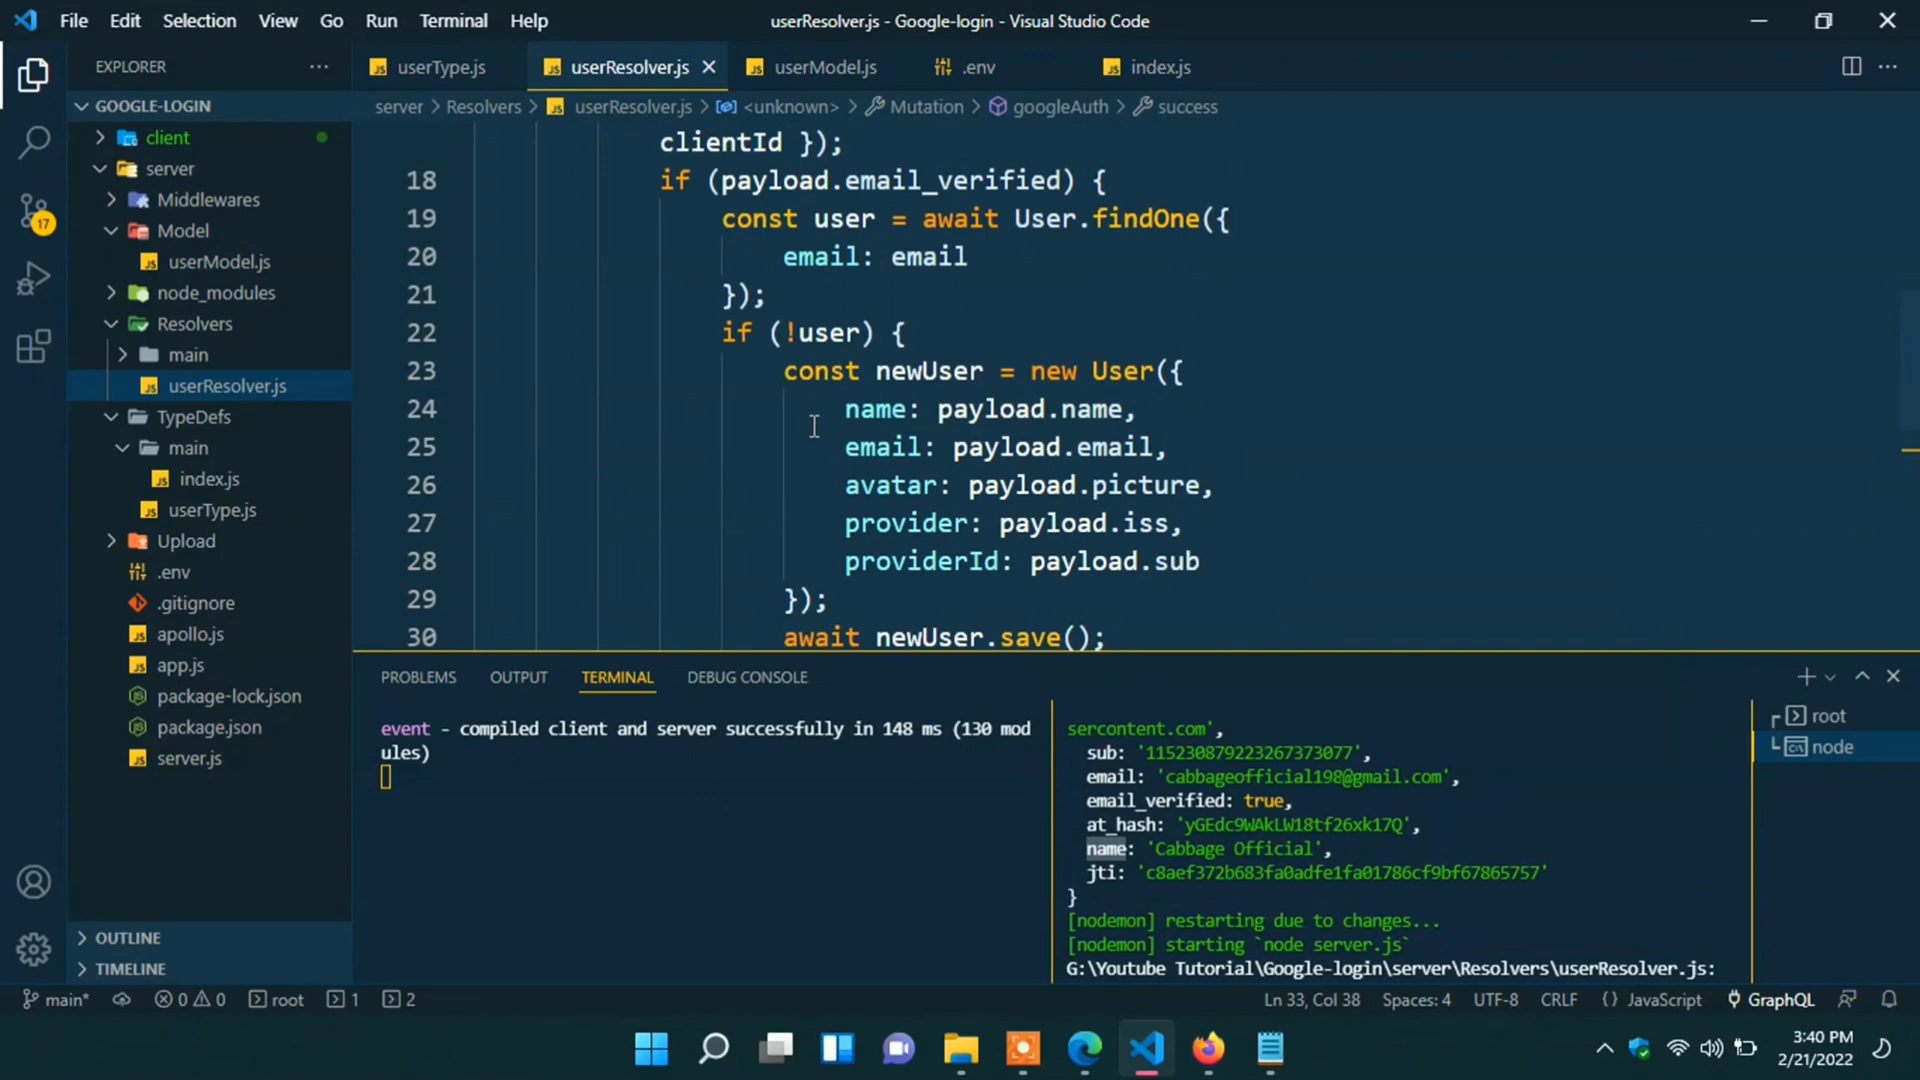 File Edit Selection View Go Run Terminal Help
userResolver.js - Google-login - Visual Studio Code
EXPLORER
userType.js
userResolver.js
userModel.js
.env
index.js
GOOGLE-LOGIN
server > Resolvers > userResolver.js > <unknown> > Mutation > googleAuth > success
client
server
Middlewares
Model
userModel.js
node_modules
Resolvers
main
userResolver.js
TypeDefs
main
index.js
userType.js
Upload
.env
.gitignore
apollo.js
app.js
package-lock.json
package.json
server.js
OUTLINE
TIMELINE
17
clientId });
18 if (payload.email_verified) {
19 const user = await User.findOne({
20 email: email
21 });
22 if (!user) {
23 const newUser = new User({
24 name: payload.name,
25 email: payload.email,
26 avatar: payload.picture,
27 provider: payload.iss,
28 providerId: payload.sub
29 });
30 await newUser.save();
PROBLEMS OUTPUT TERMINAL DEBUG CONSOLE
event - compiled client and server successfully in 148 ms (130 mod
ules)
sercontent.com',
sub: '115230879223267373077',
email: 'cabbageofficial198@gmail.com',
email_verified: true,
at_hash: 'yGEdc9WAkLW18tf26xk17Q',
name: 'Cabbage Official',
jti: 'c8aef372b683fa0adfe1fa01786cf9bf67865757'
}
[nodemon] restarting due to changes...
[nodemon] starting `node server.js`
G:\Youtube Tutorial\Google-login\server\Resolvers\userResolver.js:
root
node
main* 0 0 root 1 2
Ln 33, Col 38 Spaces: 4 UTF-8 CRLF {} JavaScript GraphQL
3:40 PM
2/21/2022